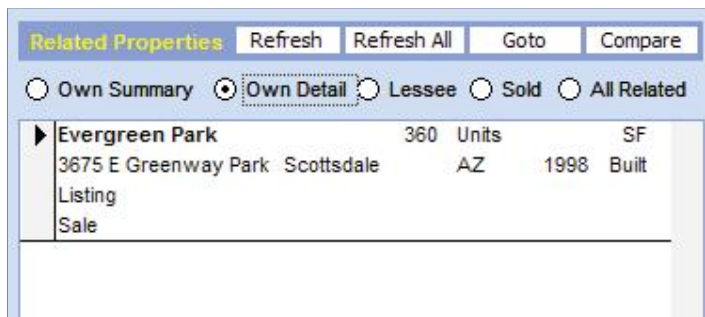 Related Properties Refresh Refresh All Goto Compare
Own Summary Own Detail Lessee Sold All Related
Evergreen Park 360 Units SF
3675 E Greenway Park Scottsdale AZ 1998 Built
Listing
Sale